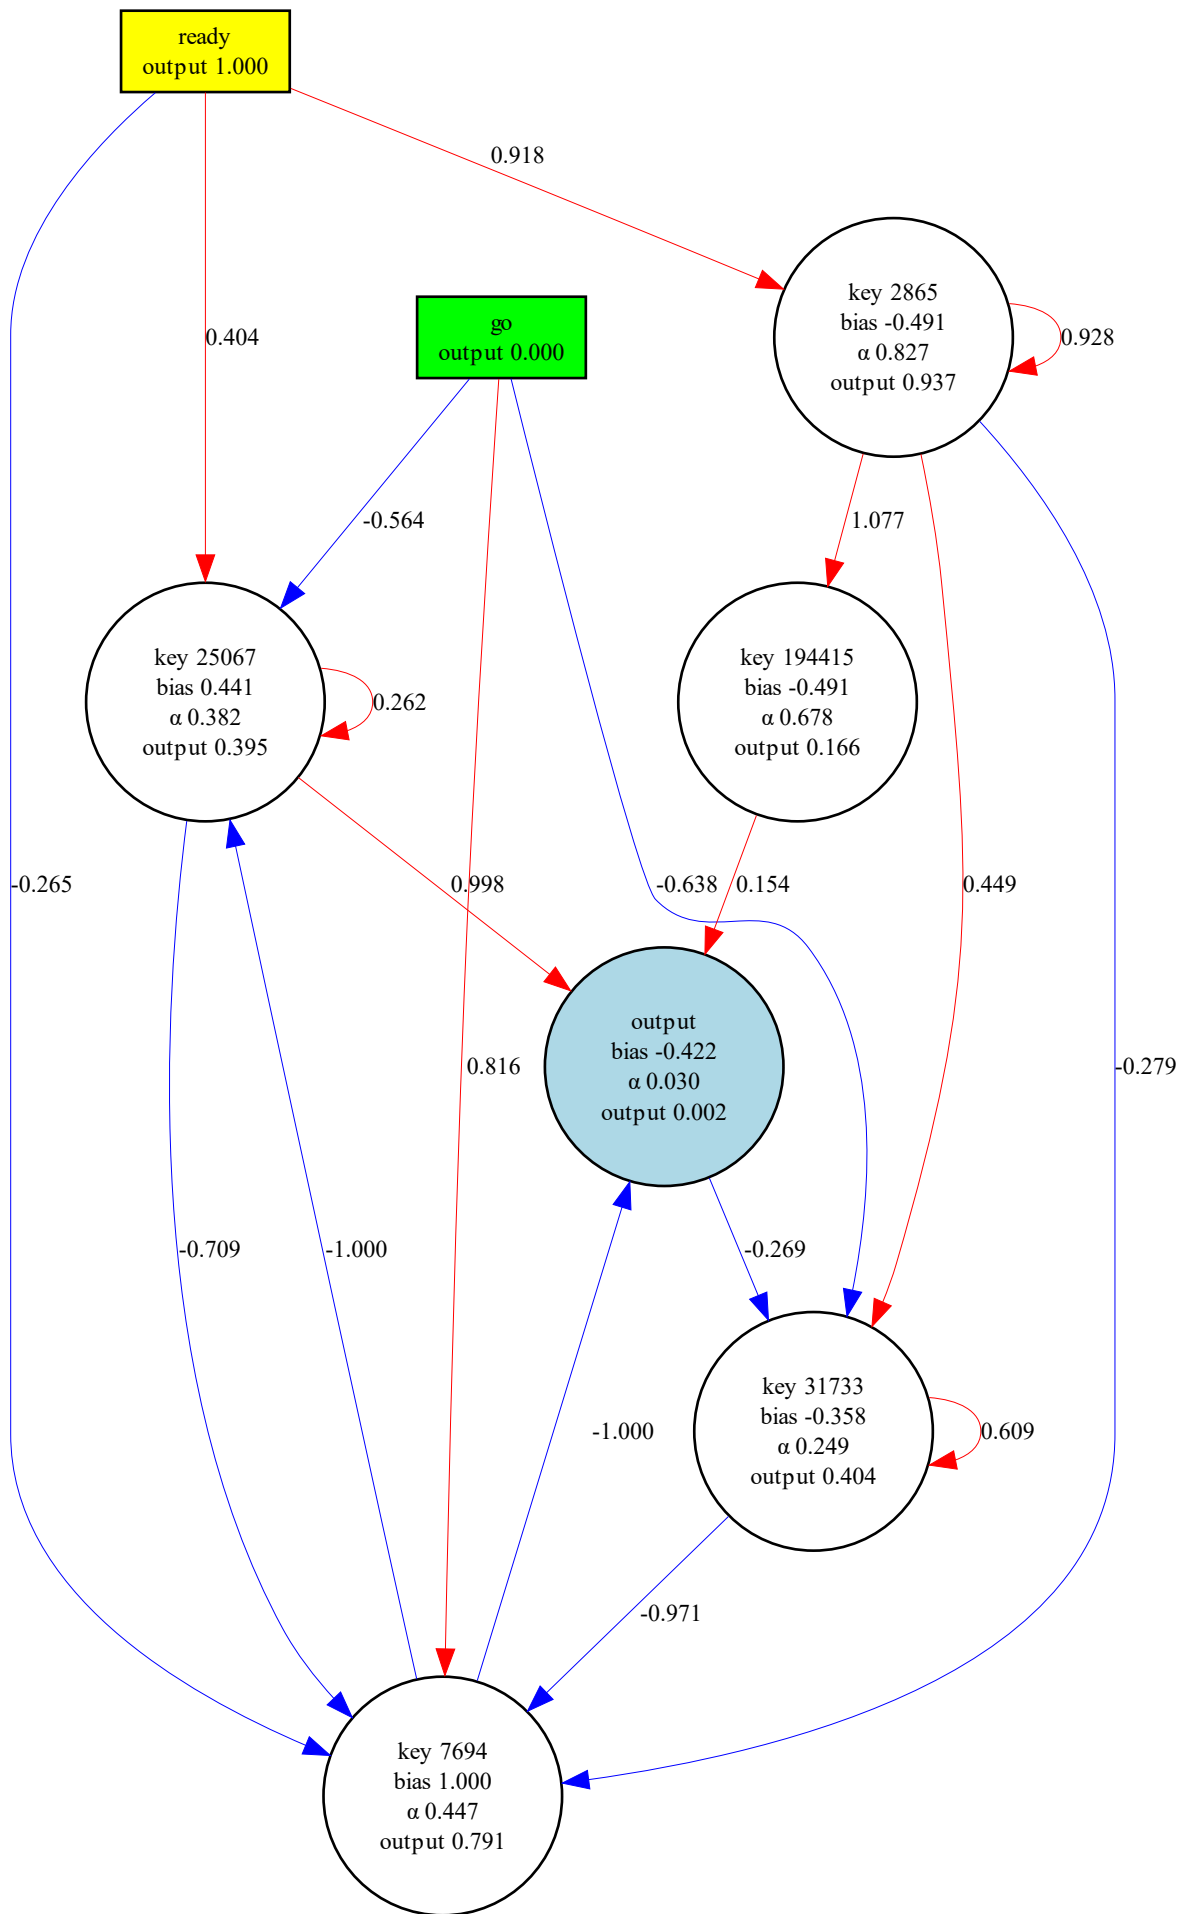 ready
output 1.000
0.918
key 2865
bias -0.491
α 0.827
output 0.937
0.928
go
output 0.000
0.404
-0.564
1.077
key 25067
bias 0.441
α 0.382
output 0.395
0.262
key 194415
bias -0.491
α 0.678
output 0.166
-0.265
0.998
-0.638
0.154
0.449
output
bias -0.422
α 0.030
output 0.002
0.816
-0.279
-0.709
-1.000
-0.269
key 31733
bias -0.358
α 0.249
output 0.404
-1.000
0.609
-0.971
key 7694
bias 1.000
α 0.447
output 0.791